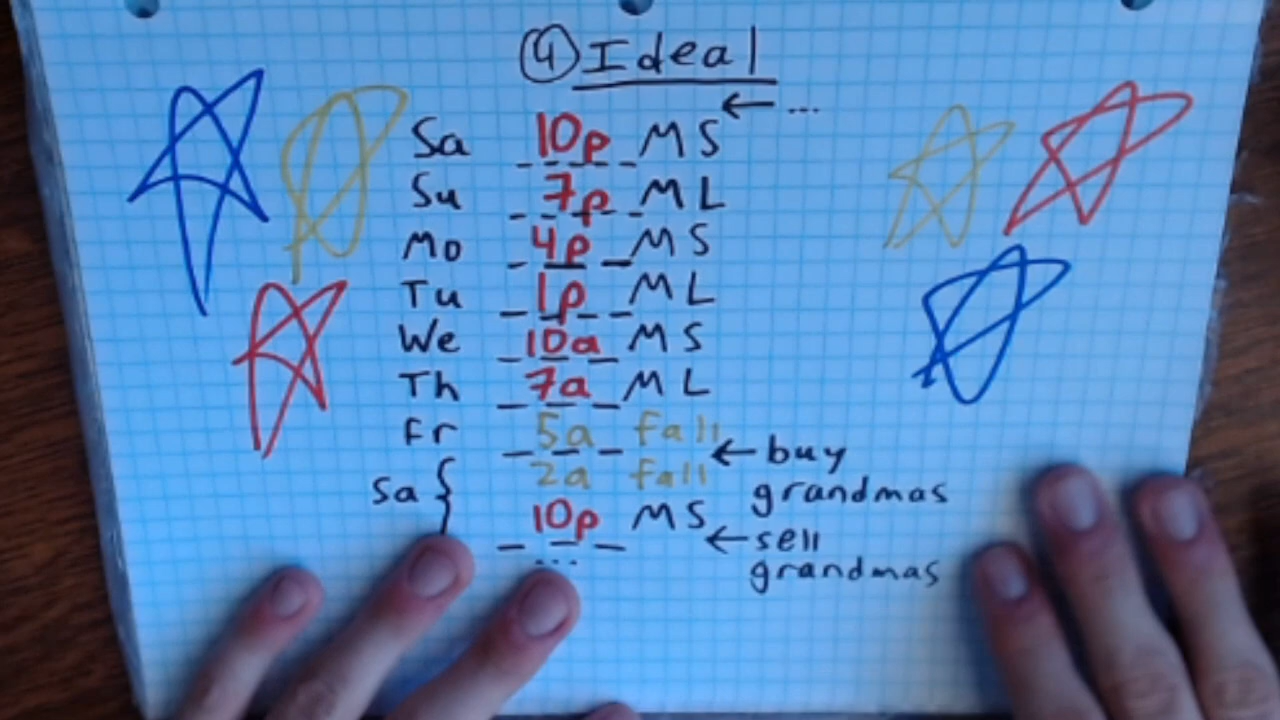 ④ Ideal
← ...
Sa 10p MS
Su 7p ML
Mo 4p MS
Tu 1p ML
We 10a MS
Th 7a ML
Fr 5a fall
← buy
2a fall
Sa { grandmas
10p MS
← sell
... grandmas